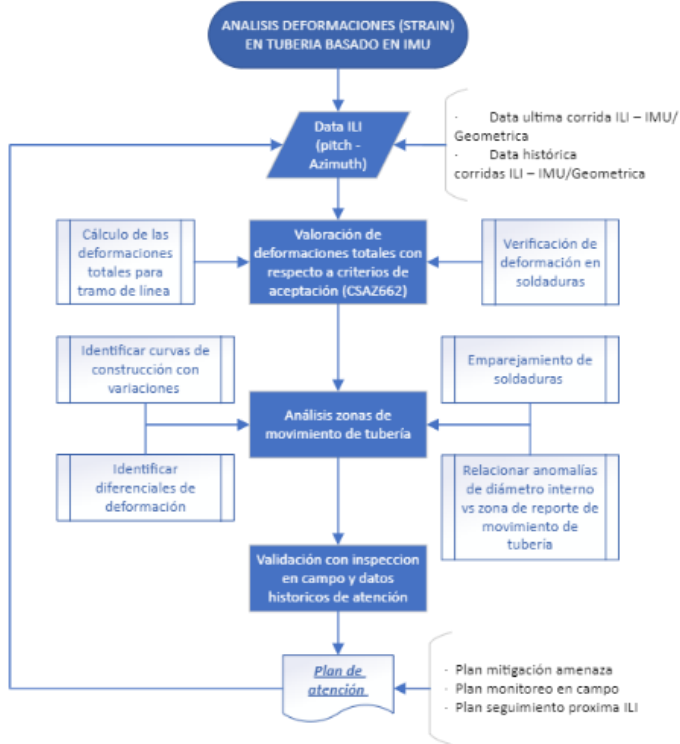 ANALISIS DEFORMACIONES (STRAIN)
EN TUBERIA BASADO EN IMU
Data ILI
(pitch -
Azimuth)
· Data ultima corrida ILI – IMU/
Geometrica
· Data histórica
corridas ILI – IMU/Geometrica
Cálculo de las
deformaciones
totales para
tramo de línea
Valoración de
deformaciones totales con
respecto a criterios de
aceptación (CSAZ662)
Verificación de
deformación en
soldaduras
Identificar curvas de
construcción con
variaciones
Emparejamiento de
soldaduras
Análisis zonas de
movimiento de tubería
Identificar
diferenciales de
deformación
Relacionar anomalías
de diámetro interno
vs zona de reporte de
movimiento de
tubería
Validación con inspeccion
en campo y datos
historicos de atención
Plan de
atención
· Plan mitigación amenaza
· Plan monitoreo en campo
· Plan seguimiento proxima ILI